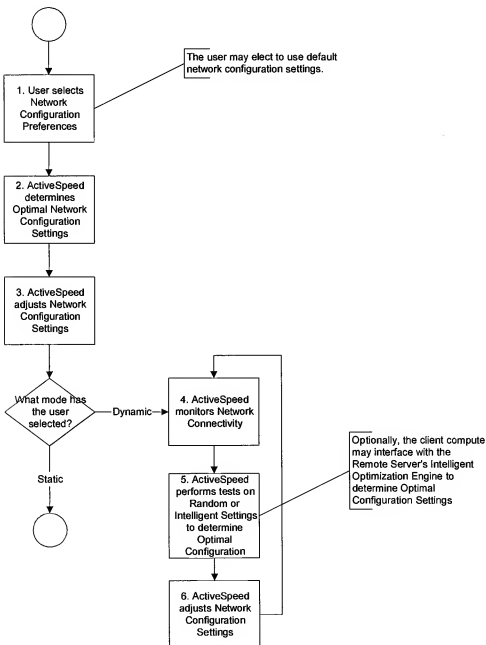 The user may elect to use default
network configuration settings.
1. User selects
Network
Configuration
Preferences
2. ActiveSpeed
determines
Optimal Network
Configuration
Settings
3. ActiveSpeed
adjusts Network
Configuration
Settings
What mode has
the user
selected?
Dynamic
4. ActiveSpeed
monitors Network
Connectivity
Static
Optionally, the client compute
may interface with the
Remote Server's Intelligent
Optimization Engine to
determine Optimal
Configuration Settings
5. ActiveSpeed
performs tests on
Random or
Intelligent Settings
to determine
Optimal
Configuration
6. ActiveSpeed
adjusts Network
Configuration
Settings